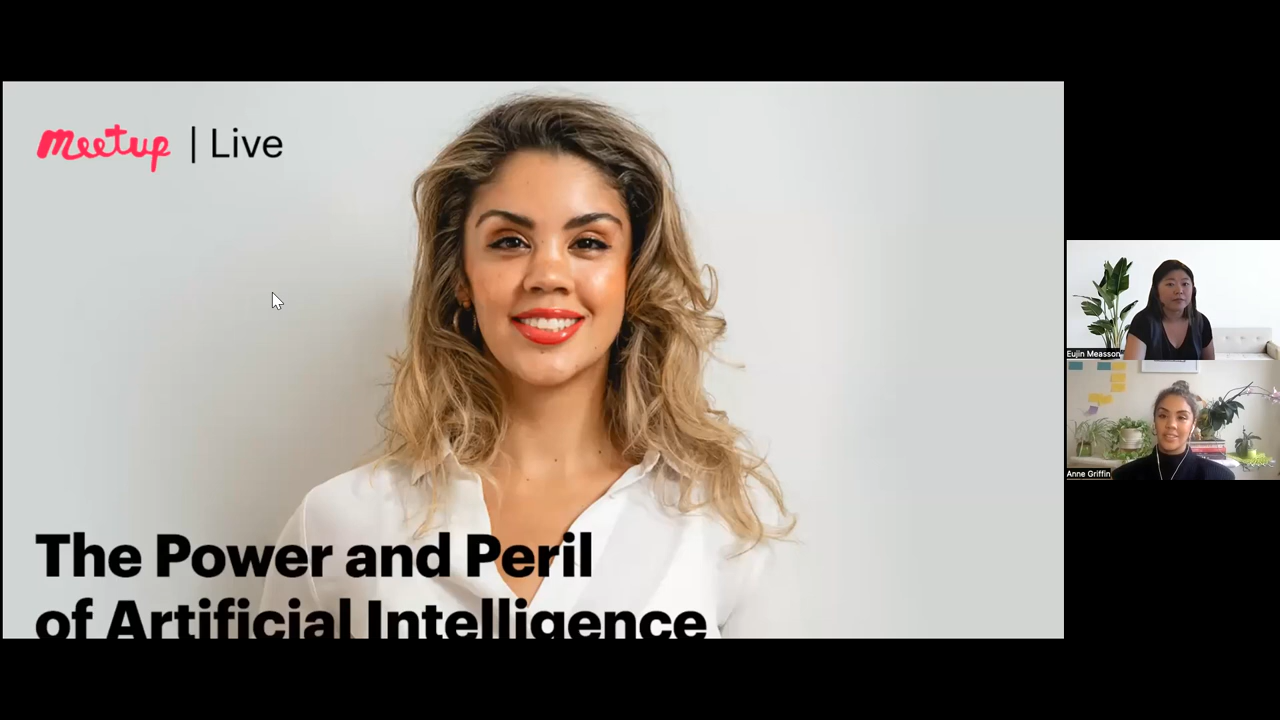 meetup | Live
The Power and Peril
of Artificial Intelligence
Eujin Measson
Anne Griffin